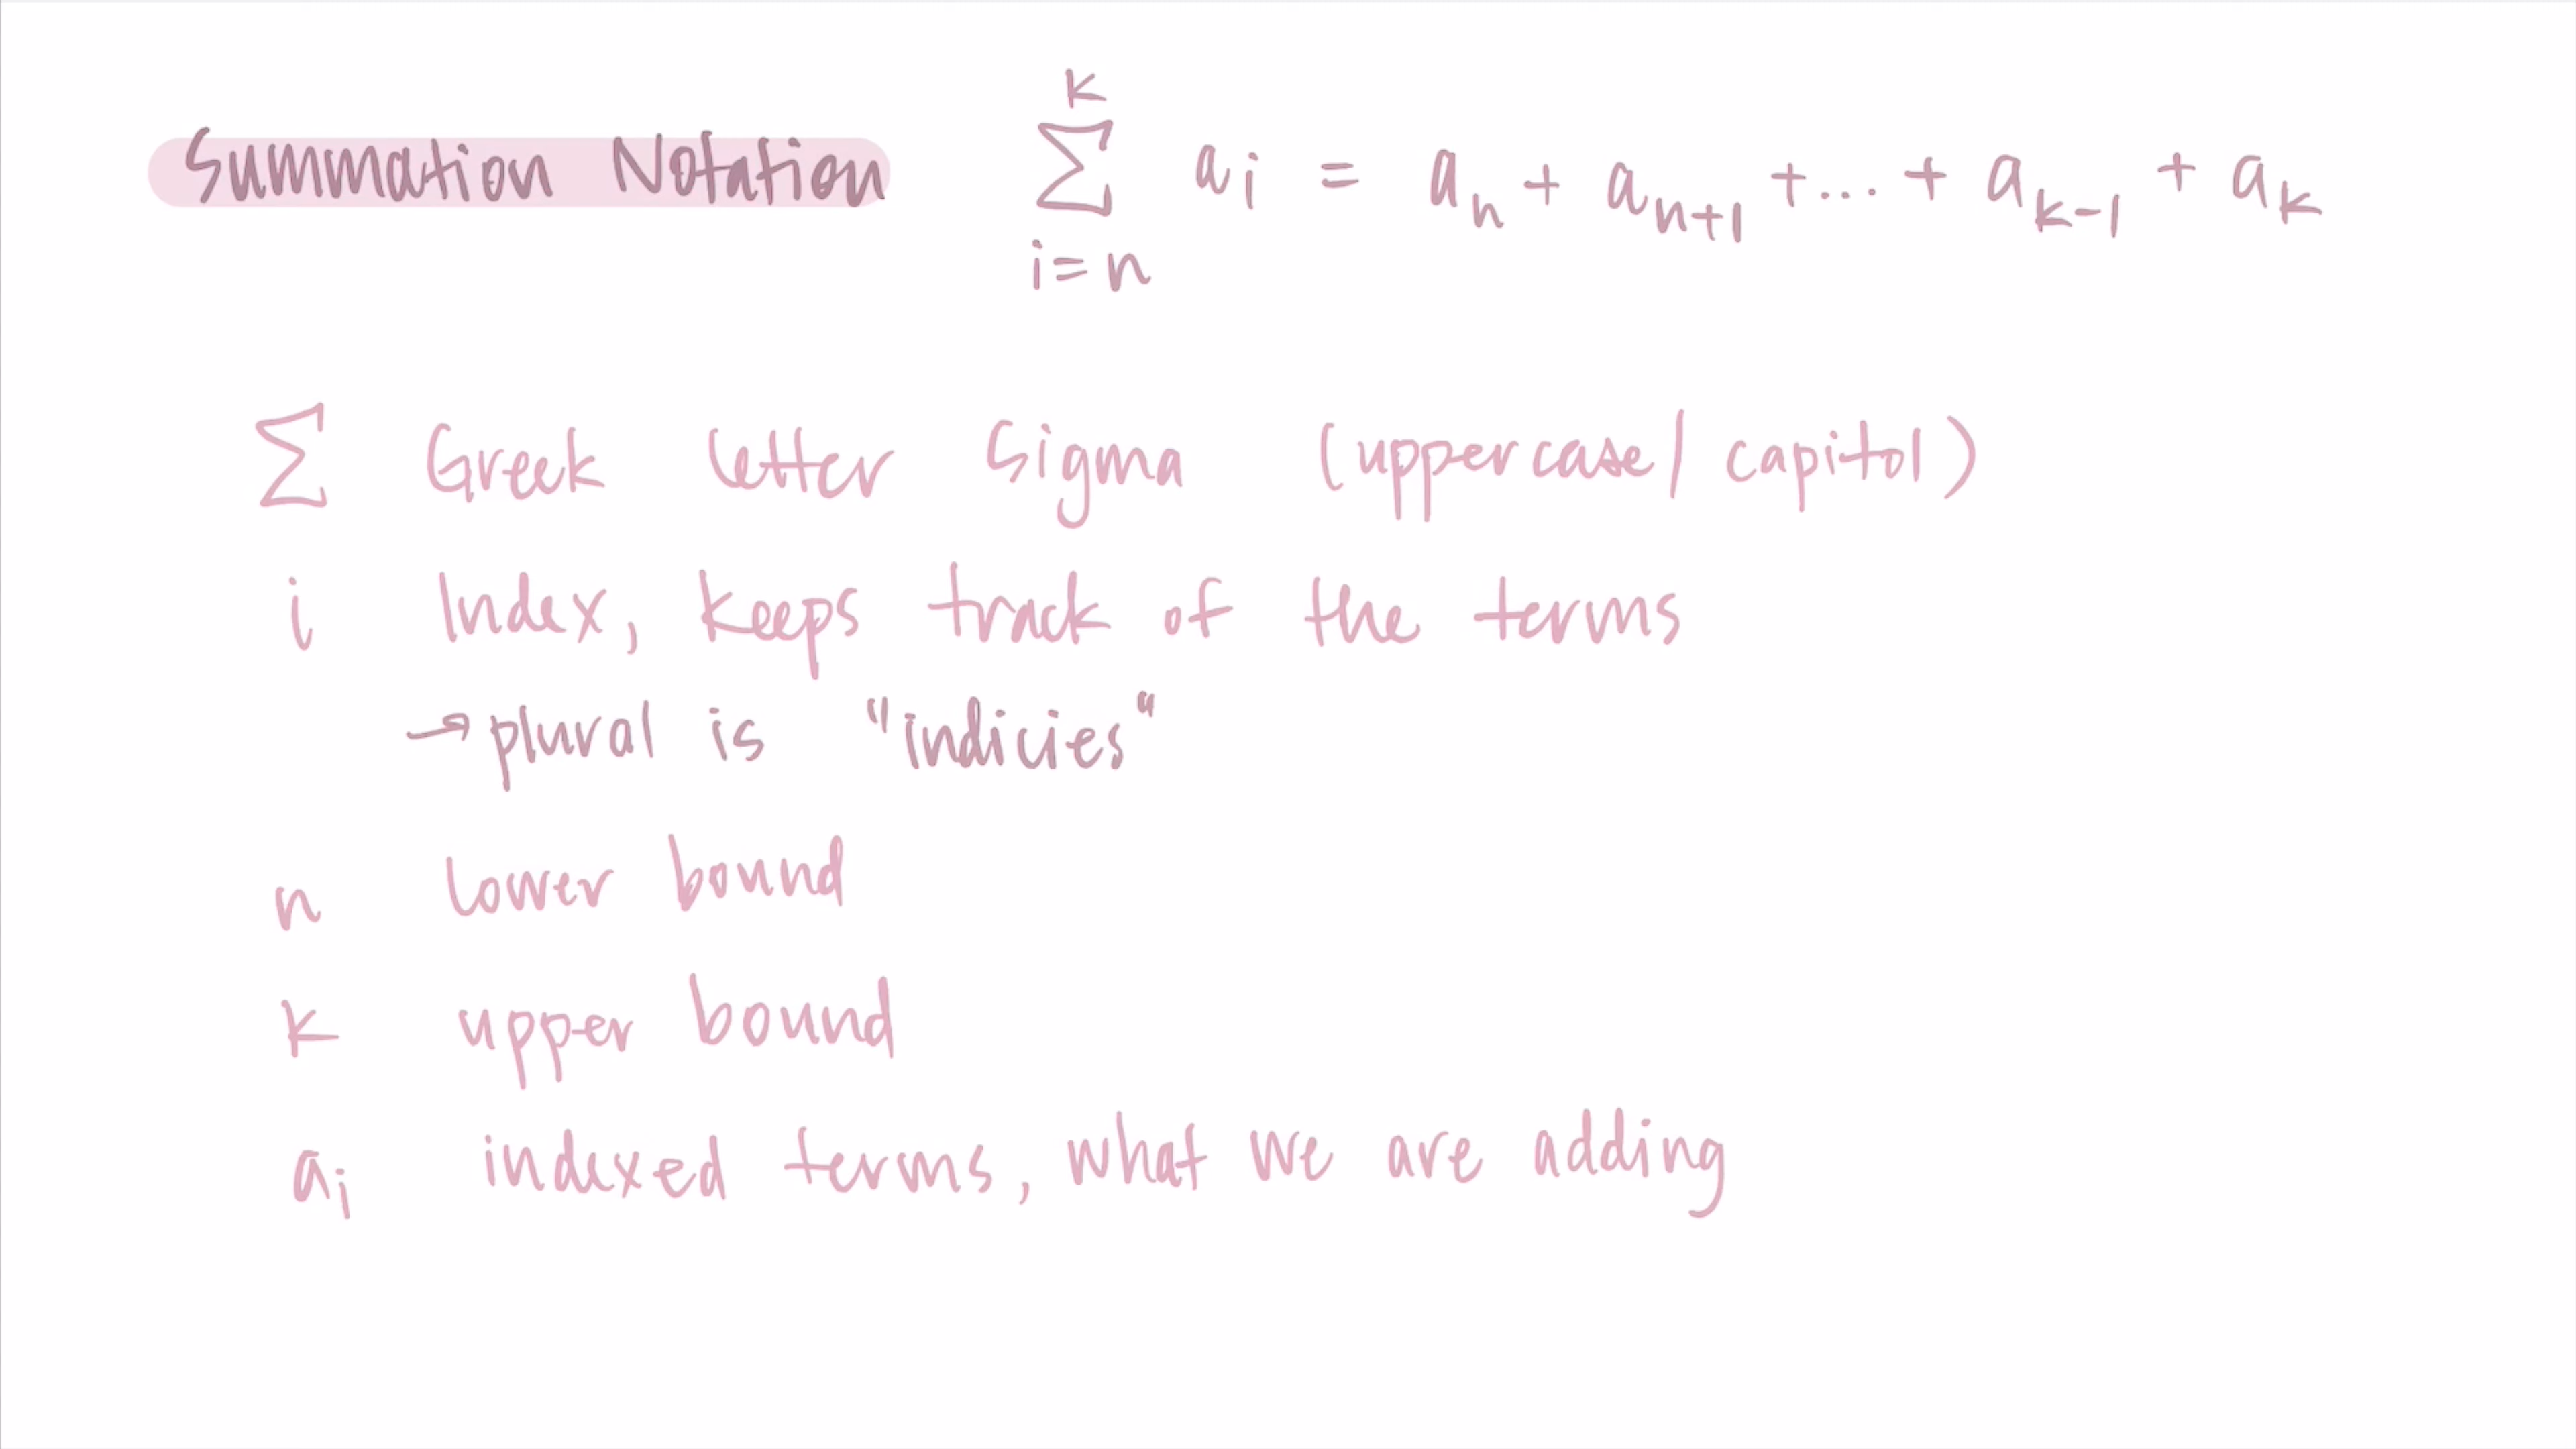 Summation Notation k ∑ i=n aᵢ = aₙ + aₙ₊₁ +...+ aₖ₋₁ + aₖ
∑ Greek letter Sigma (uppercase/capitol)
i Index, keeps track of the terms
→ plural is "indicies"
n lower bound
k upper bound
aᵢ indexed terms, what we are adding